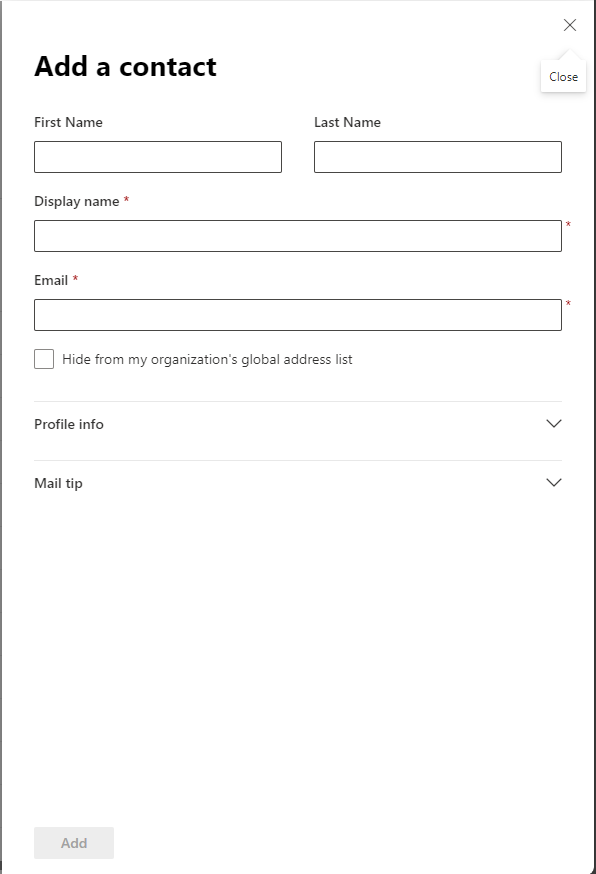 Close
Add a contact
First Name Last Name
Display name *
*
Email *
*
Hide from my organization's global address list
Profile info
Mail tip
Add